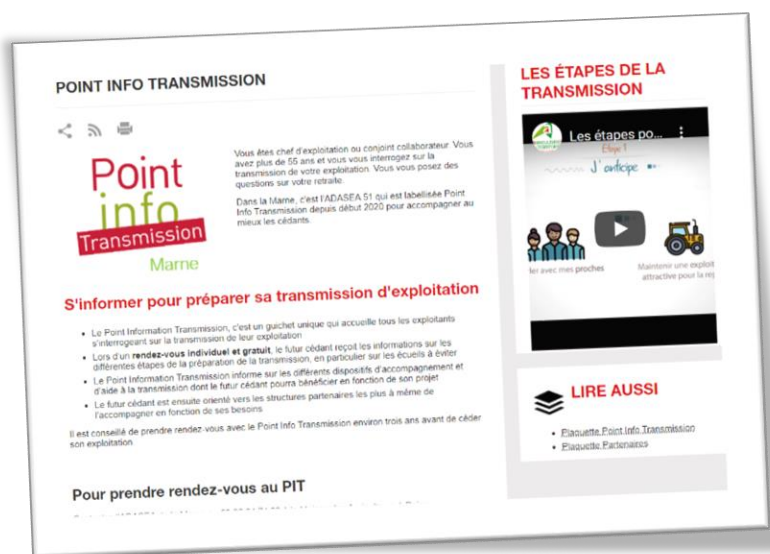 POINT INFO TRANSMISSION
Point
info
Transmission
Marne
Vous êtes chef d'exploitation ou conjoint collaborateur. Vous
avez plus de 55 ans et vous vous interrogez sur la
transmission de votre exploitation. Vous vous posez des
questions sur votre retraite.
Dans la Marne, c'est l'ADASEA 51 qui est labellisée Point
Info Transmission depuis début 2020 pour accompagner au
mieux les cédants.
S'informer pour préparer sa transmission d'exploitation
• Le Point Information Transmission, c'est un guichet unique qui accueille tous les exploitants
s'interrogeant sur la transmission de leur exploitation
• Lors d'un rendez-vous individuel et gratuit, le futur cédant reçoit les informations sur les
différentes étapes de la préparation de la transmission, en particulier sur les écueils à éviter
• Le Point Information Transmission informe sur les différents dispositifs d'accompagnement et
d'aide à la transmission dont le futur cédant pourra bénéficier en fonction de son projet
• Le futur cédant est ensuite orienté vers les structures partenaires les plus à même de
l'accompagner en fonction de ses besoins
Il est conseillé de prendre rendez-vous avec le Point Info Transmission environ trois ans avant de céder
son exploitation
Pour prendre rendez-vous au PIT
LES ÉTAPES DE LA
TRANSMISSION
Les étapes po...
Etape 1
J'anticipe
der avec mes proches
Maintenir une exploit
attractive pour la rep
LIRE AUSSI
• Plaquette Point Info Transmission
• Plaquette Partenaires